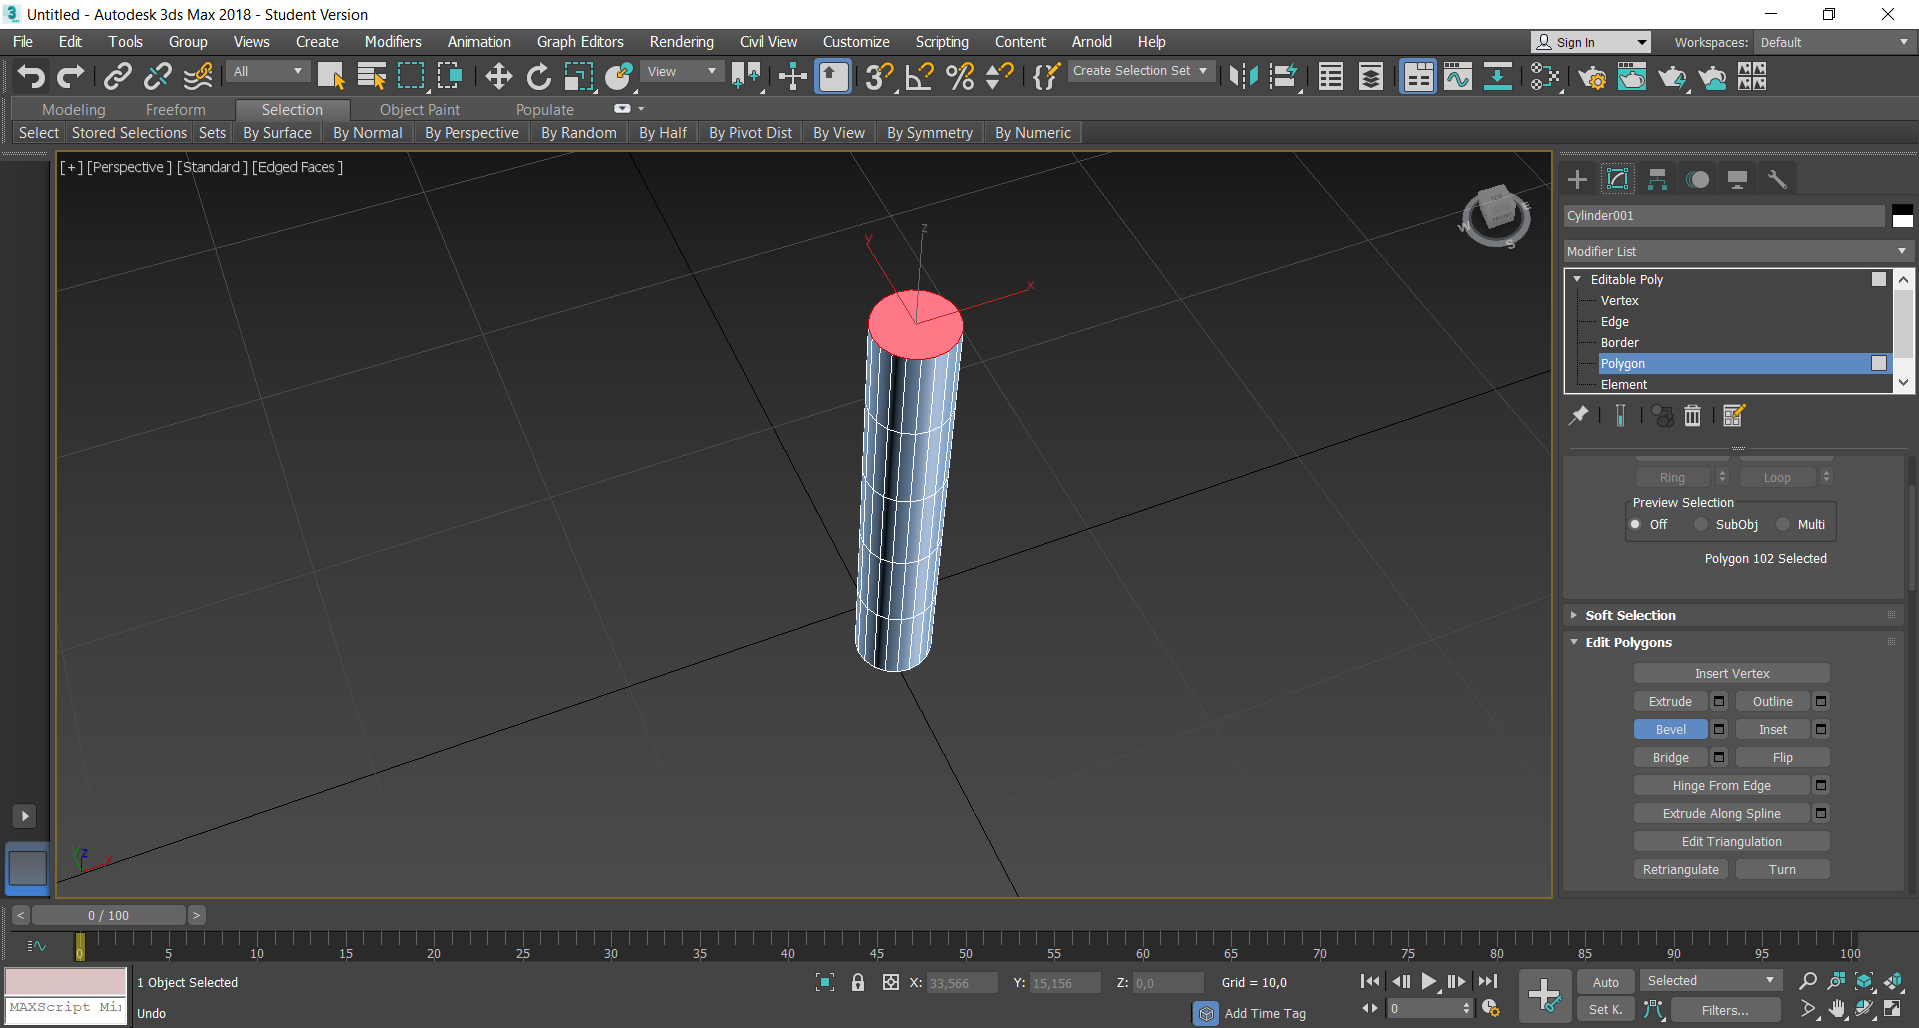 Untitled - Autodesk 3ds Max 2018 - Student Version
File Edit Tools Group Views Create Modifiers Animation Graph Editors Rendering Civil View Customize Scripting Content Arnold Help Sign In Workspaces: Default
All View Create Selection Set
Modeling Freeform Selection Object Paint Populate
Select Stored Selections Sets By Surface By Normal By Perspective By Random By Half By Pivot Dist By View By Symmetry By Numeric
[+] [Perspective ] [Standard ] [Edged Faces ]
TOP
FRONT
W
S
E
z
y
x
Cylinder001
Modifier List
Editable Poly
Vertex
Edge
Border
Polygon
Element
Ring Loop
Preview Selection
Off SubObj Multi
Polygon 102 Selected
Soft Selection
Edit Polygons
Insert Vertex
Extrude Outline
Bevel Inset
Bridge Flip
Hinge From Edge
Extrude Along Spline
Edit Triangulation
Retriangulate Turn
y z x
< 0 / 100 >
0 5 10 15 20 25 30 35 40 45 50 55 60 65 70 75 80 85 90 95 100
1 Object Selected X: 33,566 Y: 15,156 Z: 0,0 Grid = 10,0 Auto Selected
MAXScript Mi
Undo Add Time Tag 0 Set K. Filters...